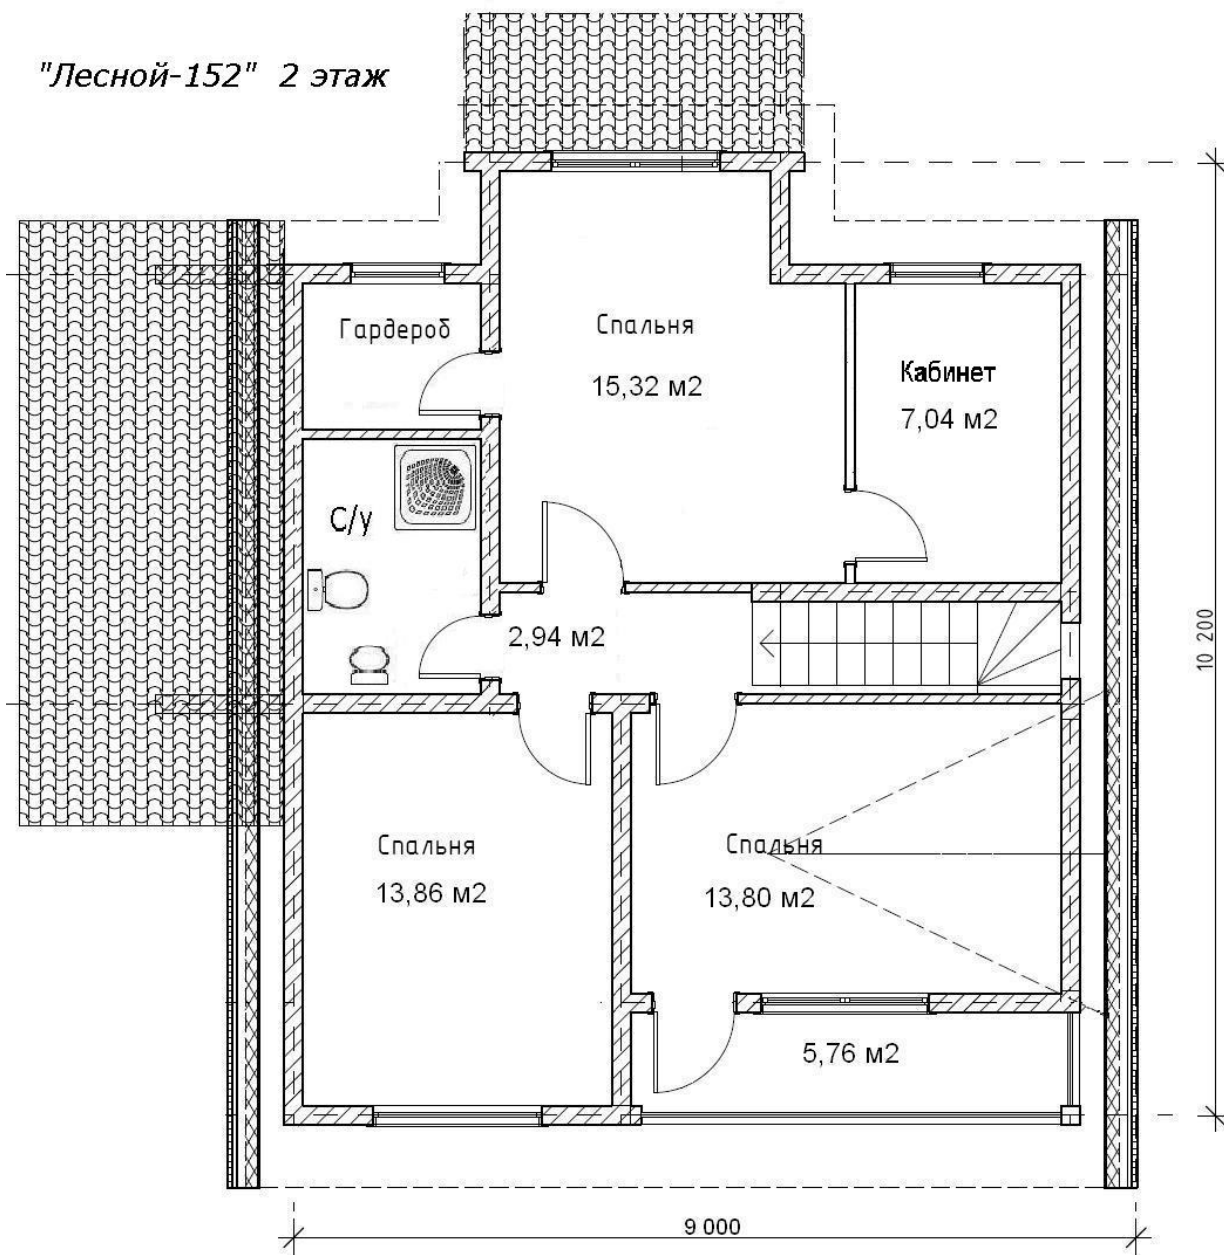 "Лесной-152" 2 этаж
Гардероб
Спальня
15,32 м2
Кабинет
7,04 м2
С/у
2,94 м2
10 200
Спальня
13,86 м2
Спальня
13,80 м2
5,76 м2
9 000